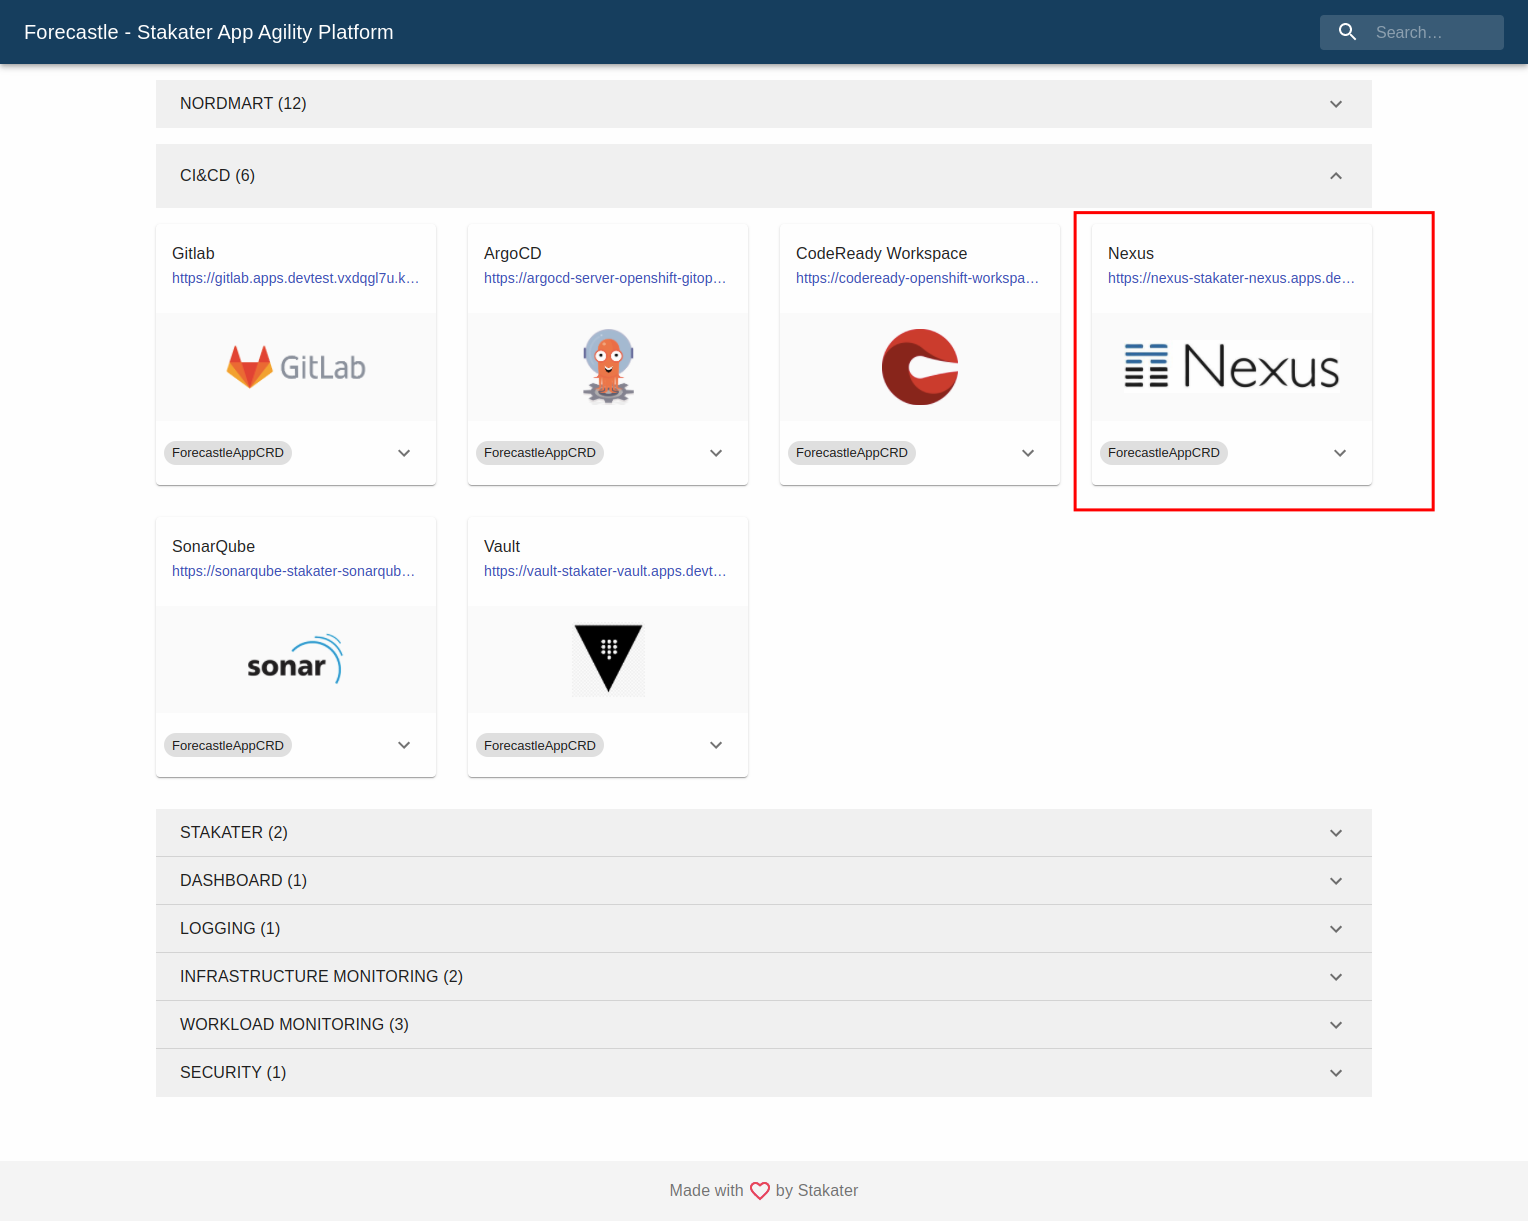 Forecastle - Stakater App Agility Platform
Search…
NORDMART (12)
CI&CD (6)
Gitlab
https://gitlab.apps.devtest.vxdqgl7u.k…
GitLab
ForecastleAppCRD
ArgoCD
https://argocd-server-openshift-gitop…
ForecastleAppCRD
CodeReady Workspace
https://codeready-openshift-workspa…
ForecastleAppCRD
Nexus
https://nexus-stakater-nexus.apps.de…
Nexus
ForecastleAppCRD
SonarQube
https://sonarqube-stakater-sonarqub…
sonar
ForecastleAppCRD
Vault
https://vault-stakater-vault.apps.devt…
ForecastleAppCRD
STAKATER (2)
DASHBOARD (1)
LOGGING (1)
INFRASTRUCTURE MONITORING (2)
WORKLOAD MONITORING (3)
SECURITY (1)
Made with by Stakater